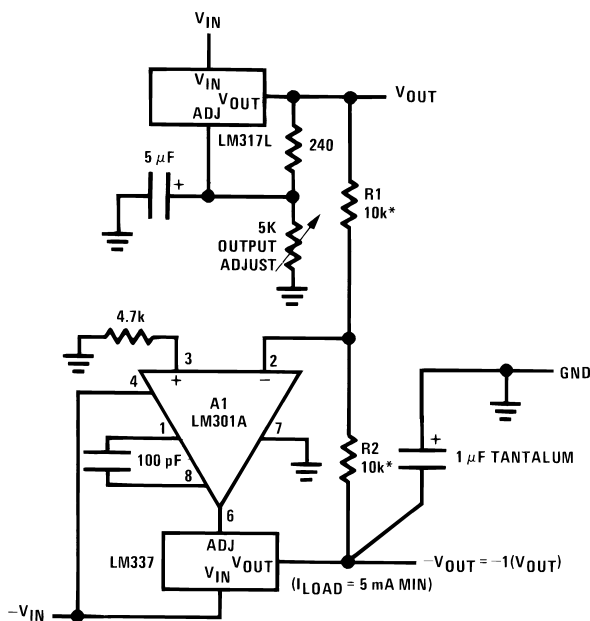 VIN
VIN
VOUT
VOUT
ADJ
LM317L
5 μF
+
240
R1
10k*
5K
OUTPUT
ADJUST
4.7k
3
2
4
+
−
GND
A1
LM301A
1
7
R2
10k*
+
1 μF TANTALUM
100 pF
8
6
ADJ
LM337
VOUT
VIN
−VOUT = −1(VOUT)
(ILOAD = 5 mA MIN)
−VIN